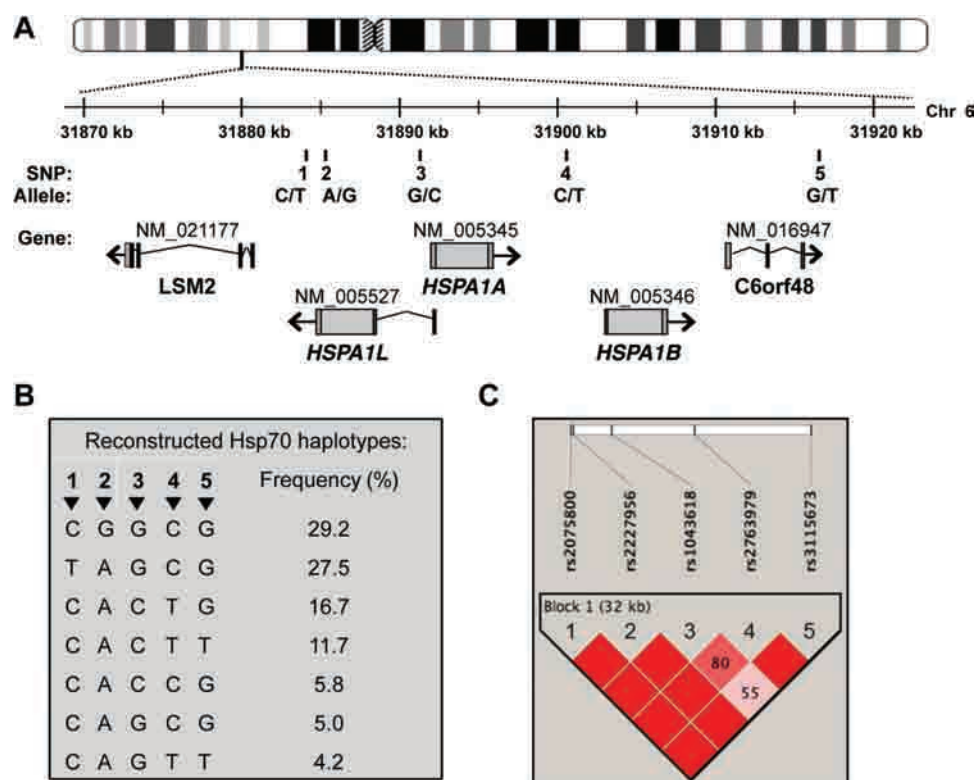 A
Chr 6
31870 kb 31880 kb 31890 kb 31900 kb 31910 kb 31920 kb
SNP: 1 2 3 4 5
Allele: C/T A/G G/C C/T G/T
Gene: NM_021177 NM_005345 NM_016947
LSM2 HSPA1A C6orf48
NM_005527 NM_005346
HSPA1L HSPA1B
B
Reconstructed Hsp70 haplotypes:
1 2 3 4 5 Frequency (%)
C G G C G 29.2
T A G C G 27.5
C A C T G 16.7
C A C T T 11.7
C A C C G 5.8
C A G C G 5.0
C A G T T 4.2
C
rs2075800
rs2227956
rs1043618
rs2763979
rs3115673
Block 1 (32 kb)
1 2 3 4 5
80
55